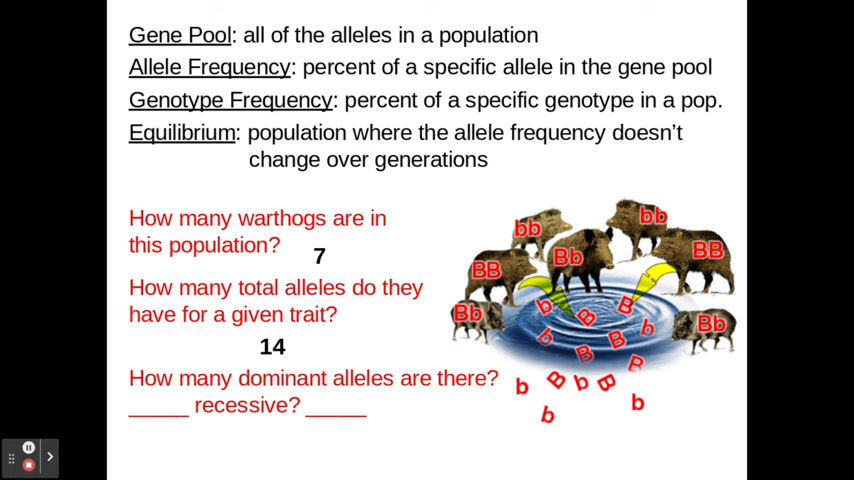 Gene Pool: all of the alleles in a population
Allele Frequency: percent of a specific allele in the gene pool
Genotype Frequency: percent of a specific genotype in a pop.
Equilibrium: population where the allele frequency doesn't
change over generations
How many warthogs are in
this population?
7
How many total alleles do they
have for a given trait?
14
How many dominant alleles are there?
_____ recessive? _____
bb
bb
Bb
BB
BB
Bb
Bb
b
B
B
b
b
B
B
B
b
B
b
B
b
b